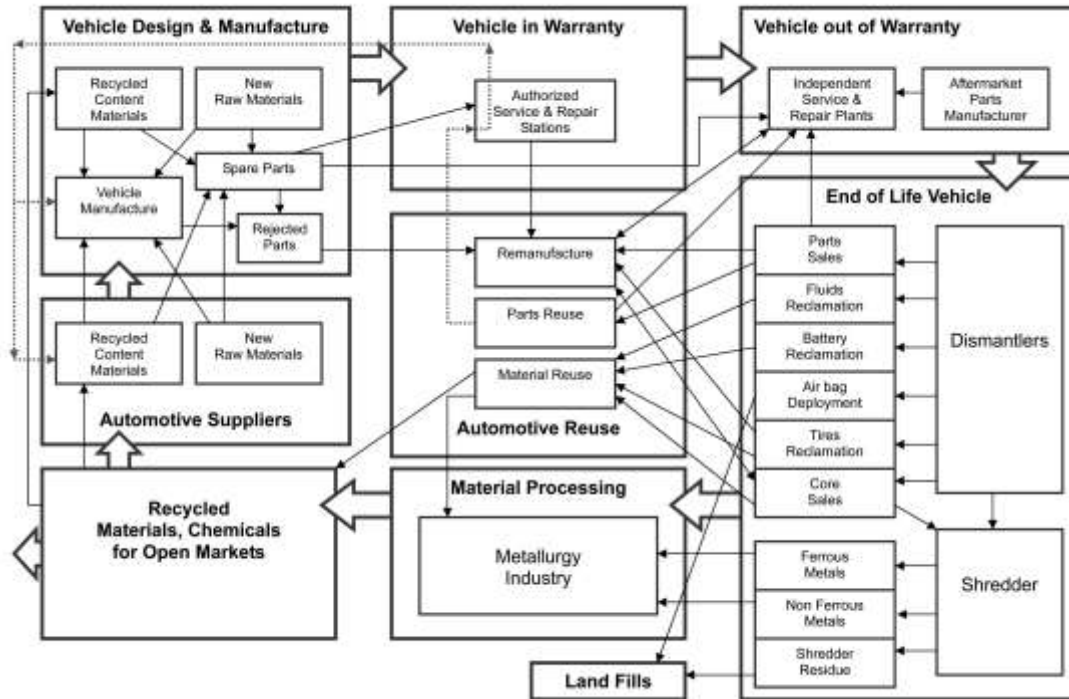 Vehicle Design & Manufacture
Recycled
Content
Materials
New
Raw Materials
Spare Parts
Vehicle
Manufacture
Rejected
Parts
Vehicle in Warranty
Authorized
Service & Repair
Stations
Vehicle out of Warranty
Independent
Service &
Repair Plants
Aftermarket
Parts
Manufacturer
Recycled
Content
Materials
New
Raw Materials
Automotive Suppliers
Remanufacture
Parts Reuse
Material Reuse
Automotive Reuse
End of Life Vehicle
Parts
Sales
Fluids
Reclamation
Battery
Reclamation
Air bag
Deployment
Tires
Reclamation
Core
Sales
Dismantlers
Recycled
Materials, Chemicals
for Open Markets
Material Processing
Metallurgy
Industry
Ferrous
Metals
Non Ferrous
Metals
Shredder
Residue
Shredder
Land Fills